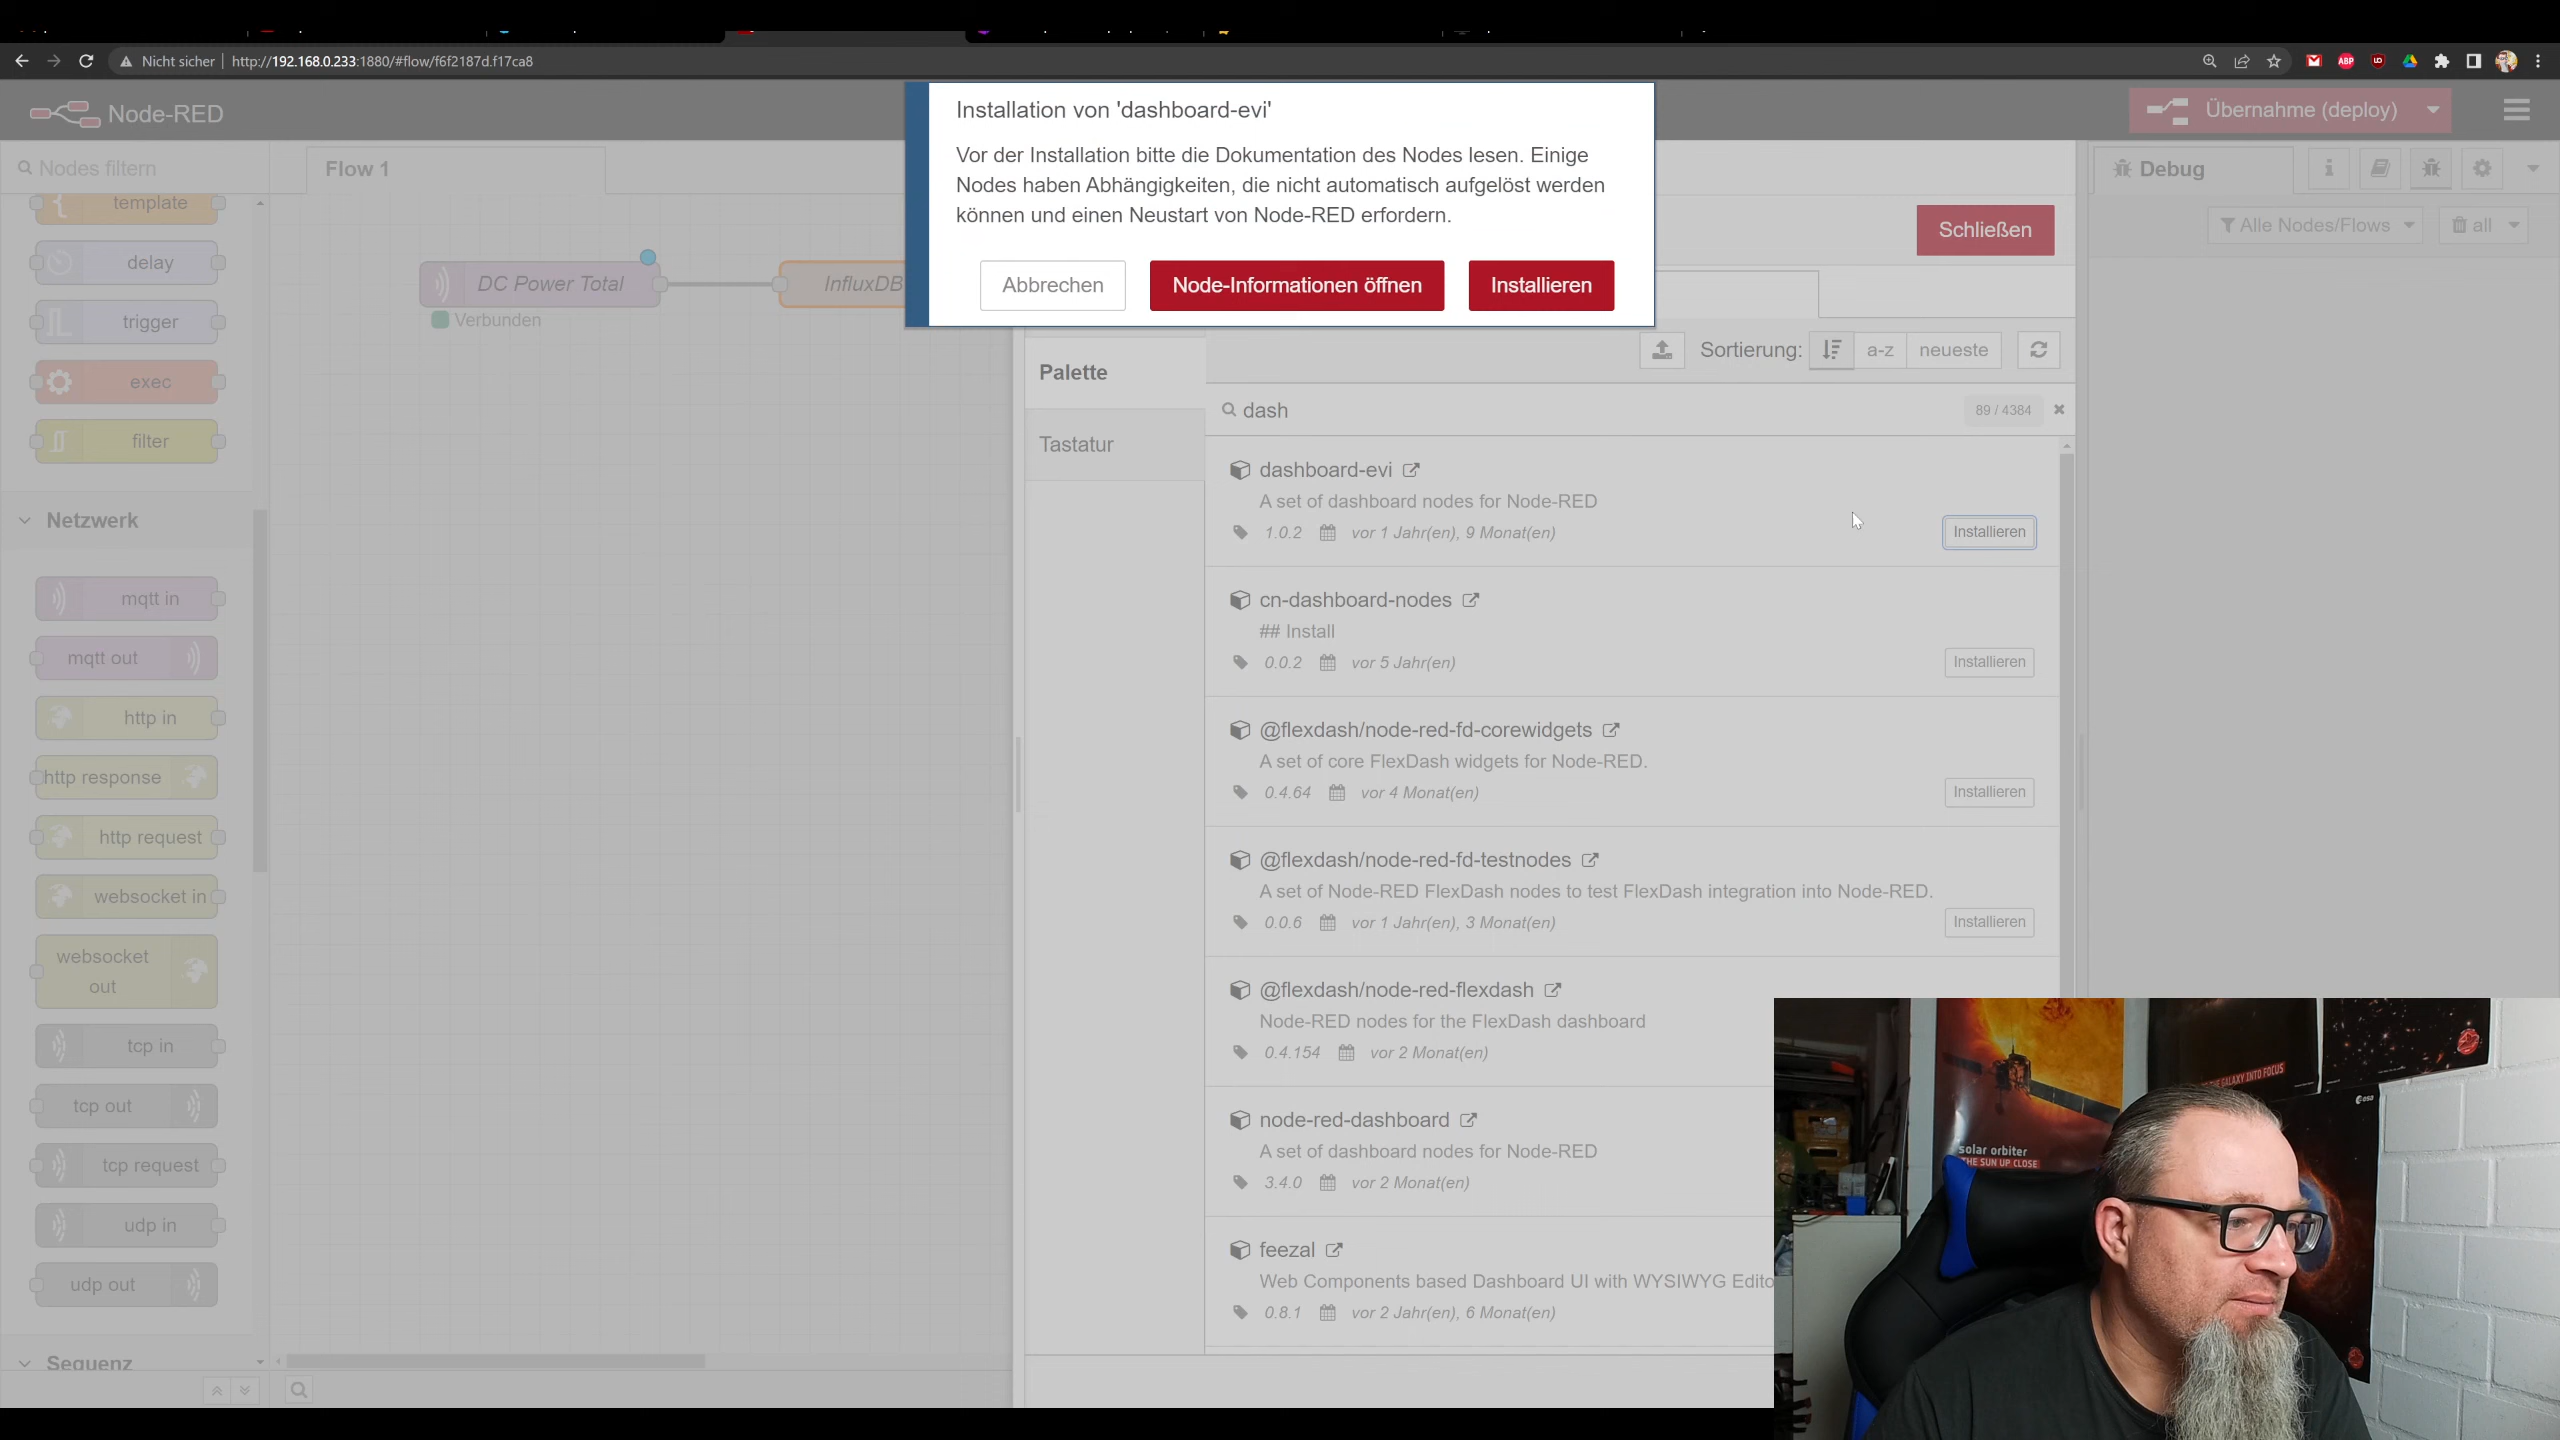 Nicht sicher
http://192.168.0.233:1880/#flow/f6f2187d.f17ca8
ABP
Node-RED
Übernahme (deploy)
Installation von 'dashboard-evi'
Vor der Installation bitte die Dokumentation des Nodes lesen. Einige
Nodes haben Abhängigkeiten, die nicht automatisch aufgelöst werden
können und einen Neustart von Node-RED erfordern.
Abbrechen
Node-Informationen öffnen
Installieren
Nodes filtern
template
delay
trigger
exec
filter
Netzwerk
mqtt in
mqtt out
http in
http response
http request
websocket in
websocket
out
tcp in
tcp out
tcp request
udp in
udp out
Sequenz
Flow 1
DC Power Total
Verbunden
InfluxDB
Schließen
Palette
Tastatur
Sortierung:
a-z
neueste
dash
89 / 4384
dashboard-evi
A set of dashboard nodes for Node-RED
1.0.2
vor 1 Jahr(en), 9 Monat(en)
Installieren
cn-dashboard-nodes
## Install
0.0.2
vor 5 Jahr(en)
Installieren
@flexdash/node-red-fd-corewidgets
A set of core FlexDash widgets for Node-RED.
0.4.64
vor 4 Monat(en)
Installieren
@flexdash/node-red-fd-testnodes
A set of Node-RED FlexDash nodes to test FlexDash integration into Node-RED.
0.0.6
vor 1 Jahr(en), 3 Monat(en)
Installieren
@flexdash/node-red-flexdash
Node-RED nodes for the FlexDash dashboard
0.4.154
vor 2 Monat(en)
node-red-dashboard
A set of dashboard nodes for Node-RED
3.4.0
vor 2 Monat(en)
feezal
Web Components based Dashboard UI with WYSIWYG Edito
0.8.1
vor 2 Jahr(en), 6 Monat(en)
Debug
Alle Nodes/Flows
all
solar orbiter
THE SUN UP CLOSE
GALAXY INTO FOCUS
esa